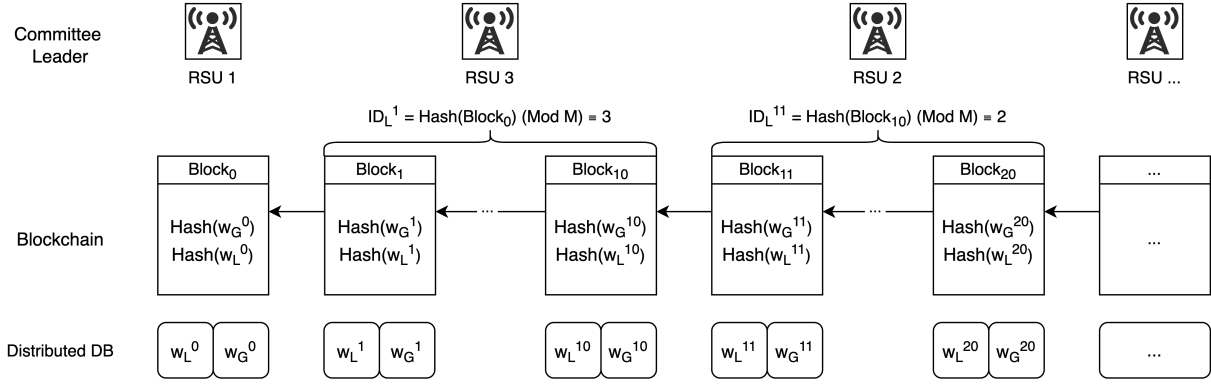 Committee
Leader
RSU 1
RSU 3
RSU 2
RSU ...
ID_L^1 = Hash(Block_0) (Mod M) ≡ 3
ID_L^11 = Hash(Block_10) (Mod M) ≡ 2
Block_0
Block_1
Block_10
Block_11
Block_20
...
Blockchain
Hash(w_G^0)
Hash(w_L^0)
Hash(w_G^1)
Hash(w_L^1)
...
Hash(w_G^10)
Hash(w_L^10)
Hash(w_G^11)
Hash(w_L^11)
...
Hash(w_G^20)
Hash(w_L^20)
...
Distributed DB
w_L^0 w_G^0
w_L^1 w_G^1
w_L^10 w_G^10
w_L^11 w_G^11
w_L^20 w_G^20
...